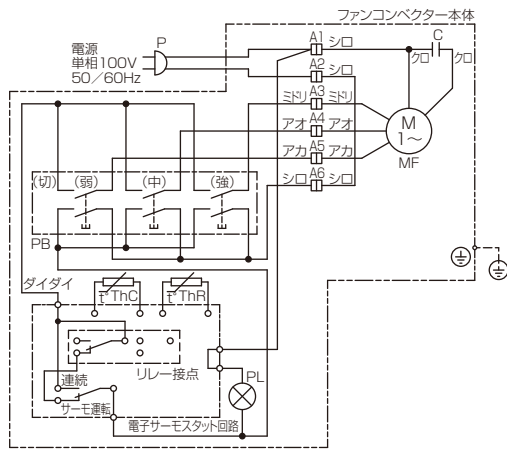 ファンコンベクター本体
電源
単相100V
50/60Hz
P
A1 シロ
C
クロ
クロ
A2 シロ
ミドリ A3 ミドリ
アオ A4 アオ
アカ A5 アカ
シロ A6 シロ
M
1～
MF
(切) (弱) (中) (強)
PB
ダイダイ
t° ThC
t° ThR
リレー接点
PL
連続
サーモ運転
電子サーモスタット回路